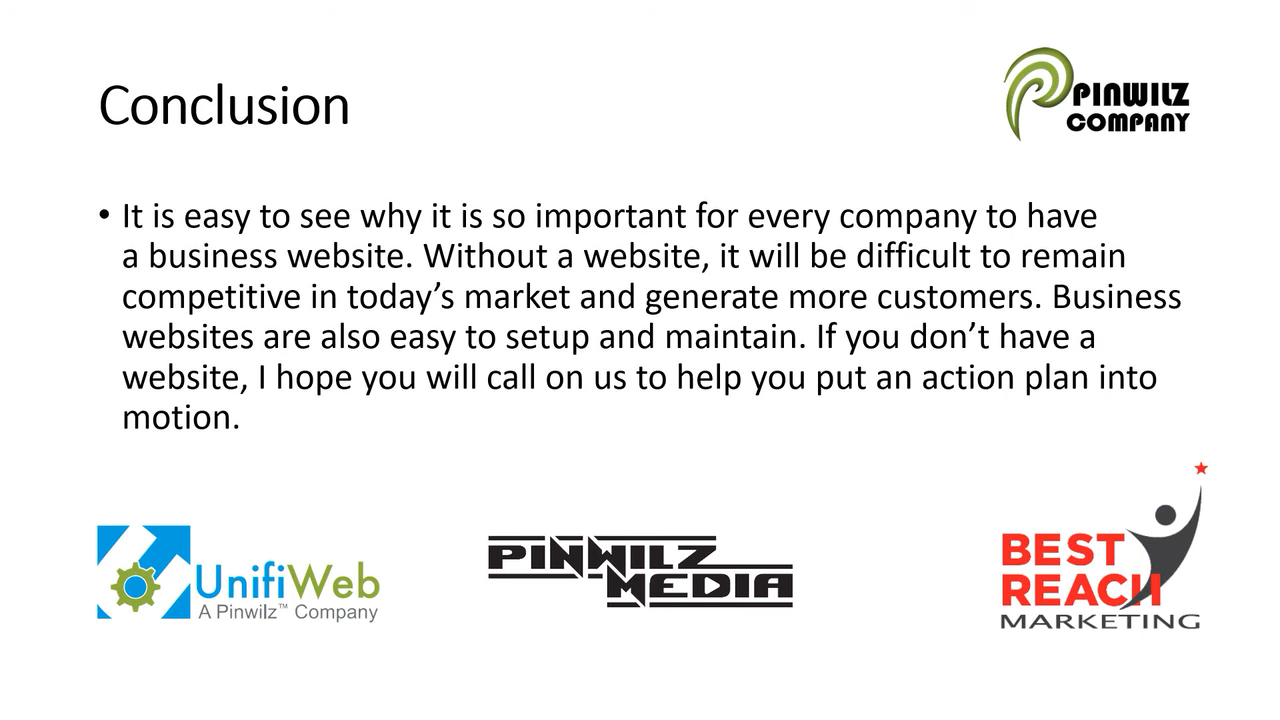 Conclusion
PINWILZ
COMPANY
• It is easy to see why it is so important for every company to have
a business website. Without a website, it will be difficult to remain
competitive in today’s market and generate more customers. Business
websites are also easy to setup and maintain. If you don’t have a
website, I hope you will call on us to help you put an action plan into
motion.
UnifiWeb
A Pinwilz™ Company
PINWILZ
MEDIA
BEST
REACH
MARKETING